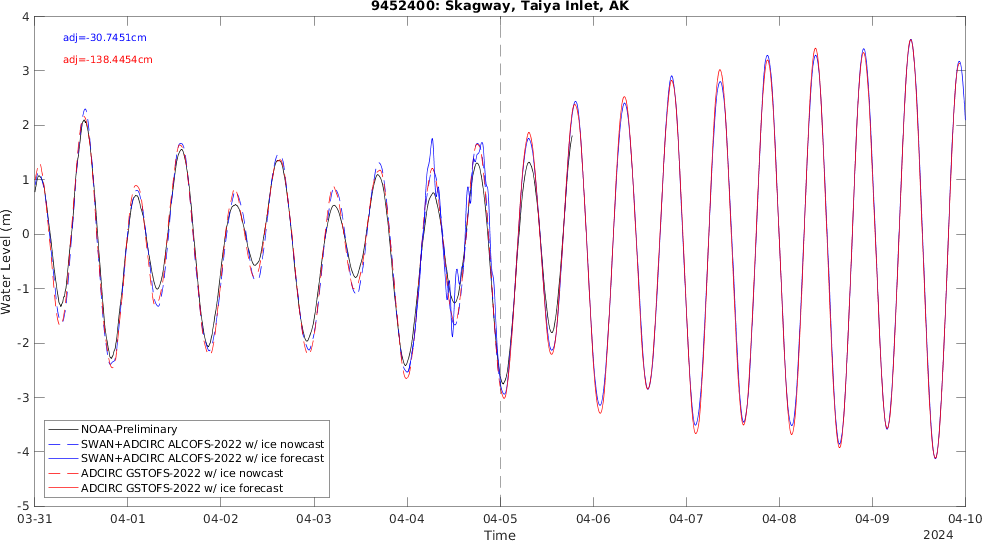 9452400: Skagway, Taiya Inlet, AK
adj=-30.7451cm
adj=-138.4454cm
4
3
2
1
0
-1
-2
-3
-4
-5
Water Level (m)
NOAA-Preliminary
SWAN+ADCIRC ALCOFS-2022 w/ ice nowcast
SWAN+ADCIRC ALCOFS-2022 w/ ice forecast
ADCIRC GSTOFS-2022 w/ ice nowcast
ADCIRC GSTOFS-2022 w/ ice forecast
03-31 04-01 04-02 04-03 04-04 04-05 04-06 04-07 04-08 04-09 04-10
Time
2024